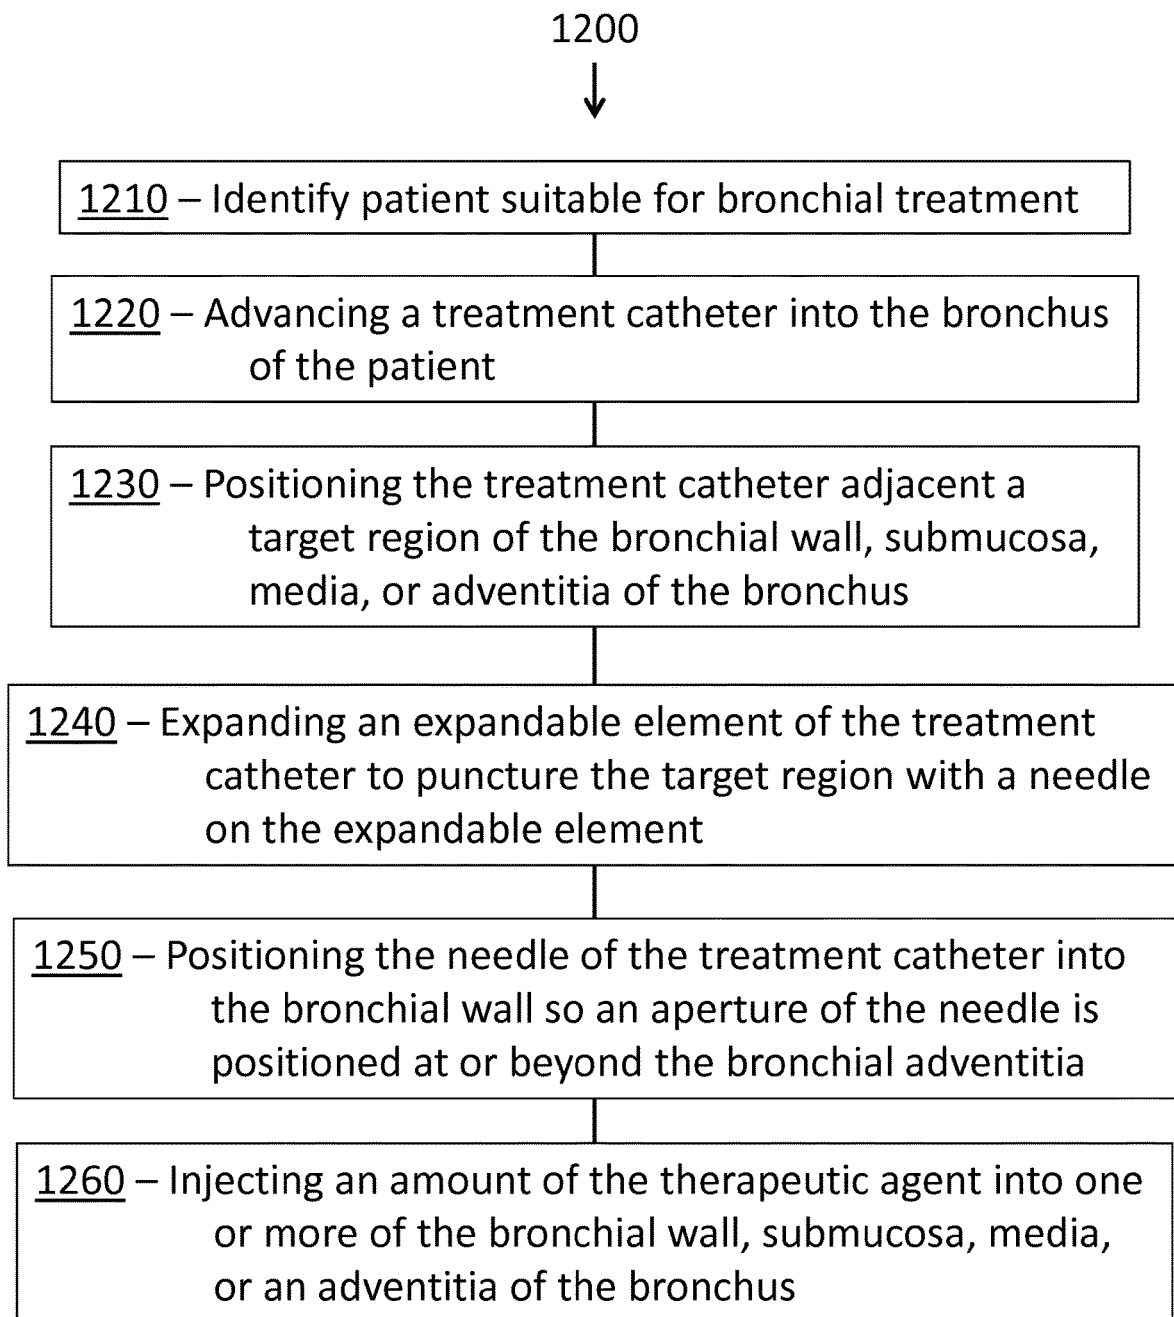 1200
1210 – Identify patient suitable for bronchial treatment
1220 – Advancing a treatment catheter into the bronchus
of the patient
1230 – Positioning the treatment catheter adjacent a
target region of the bronchial wall, submucosa,
media, or adventitia of the bronchus
1240 – Expanding an expandable element of the treatment
catheter to puncture the target region with a needle
on the expandable element
1250 – Positioning the needle of the treatment catheter into
the bronchial wall so an aperture of the needle is
positioned at or beyond the bronchial adventitia
1260 – Injecting an amount of the therapeutic agent into one
or more of the bronchial wall, submucosa, media,
or an adventitia of the bronchus